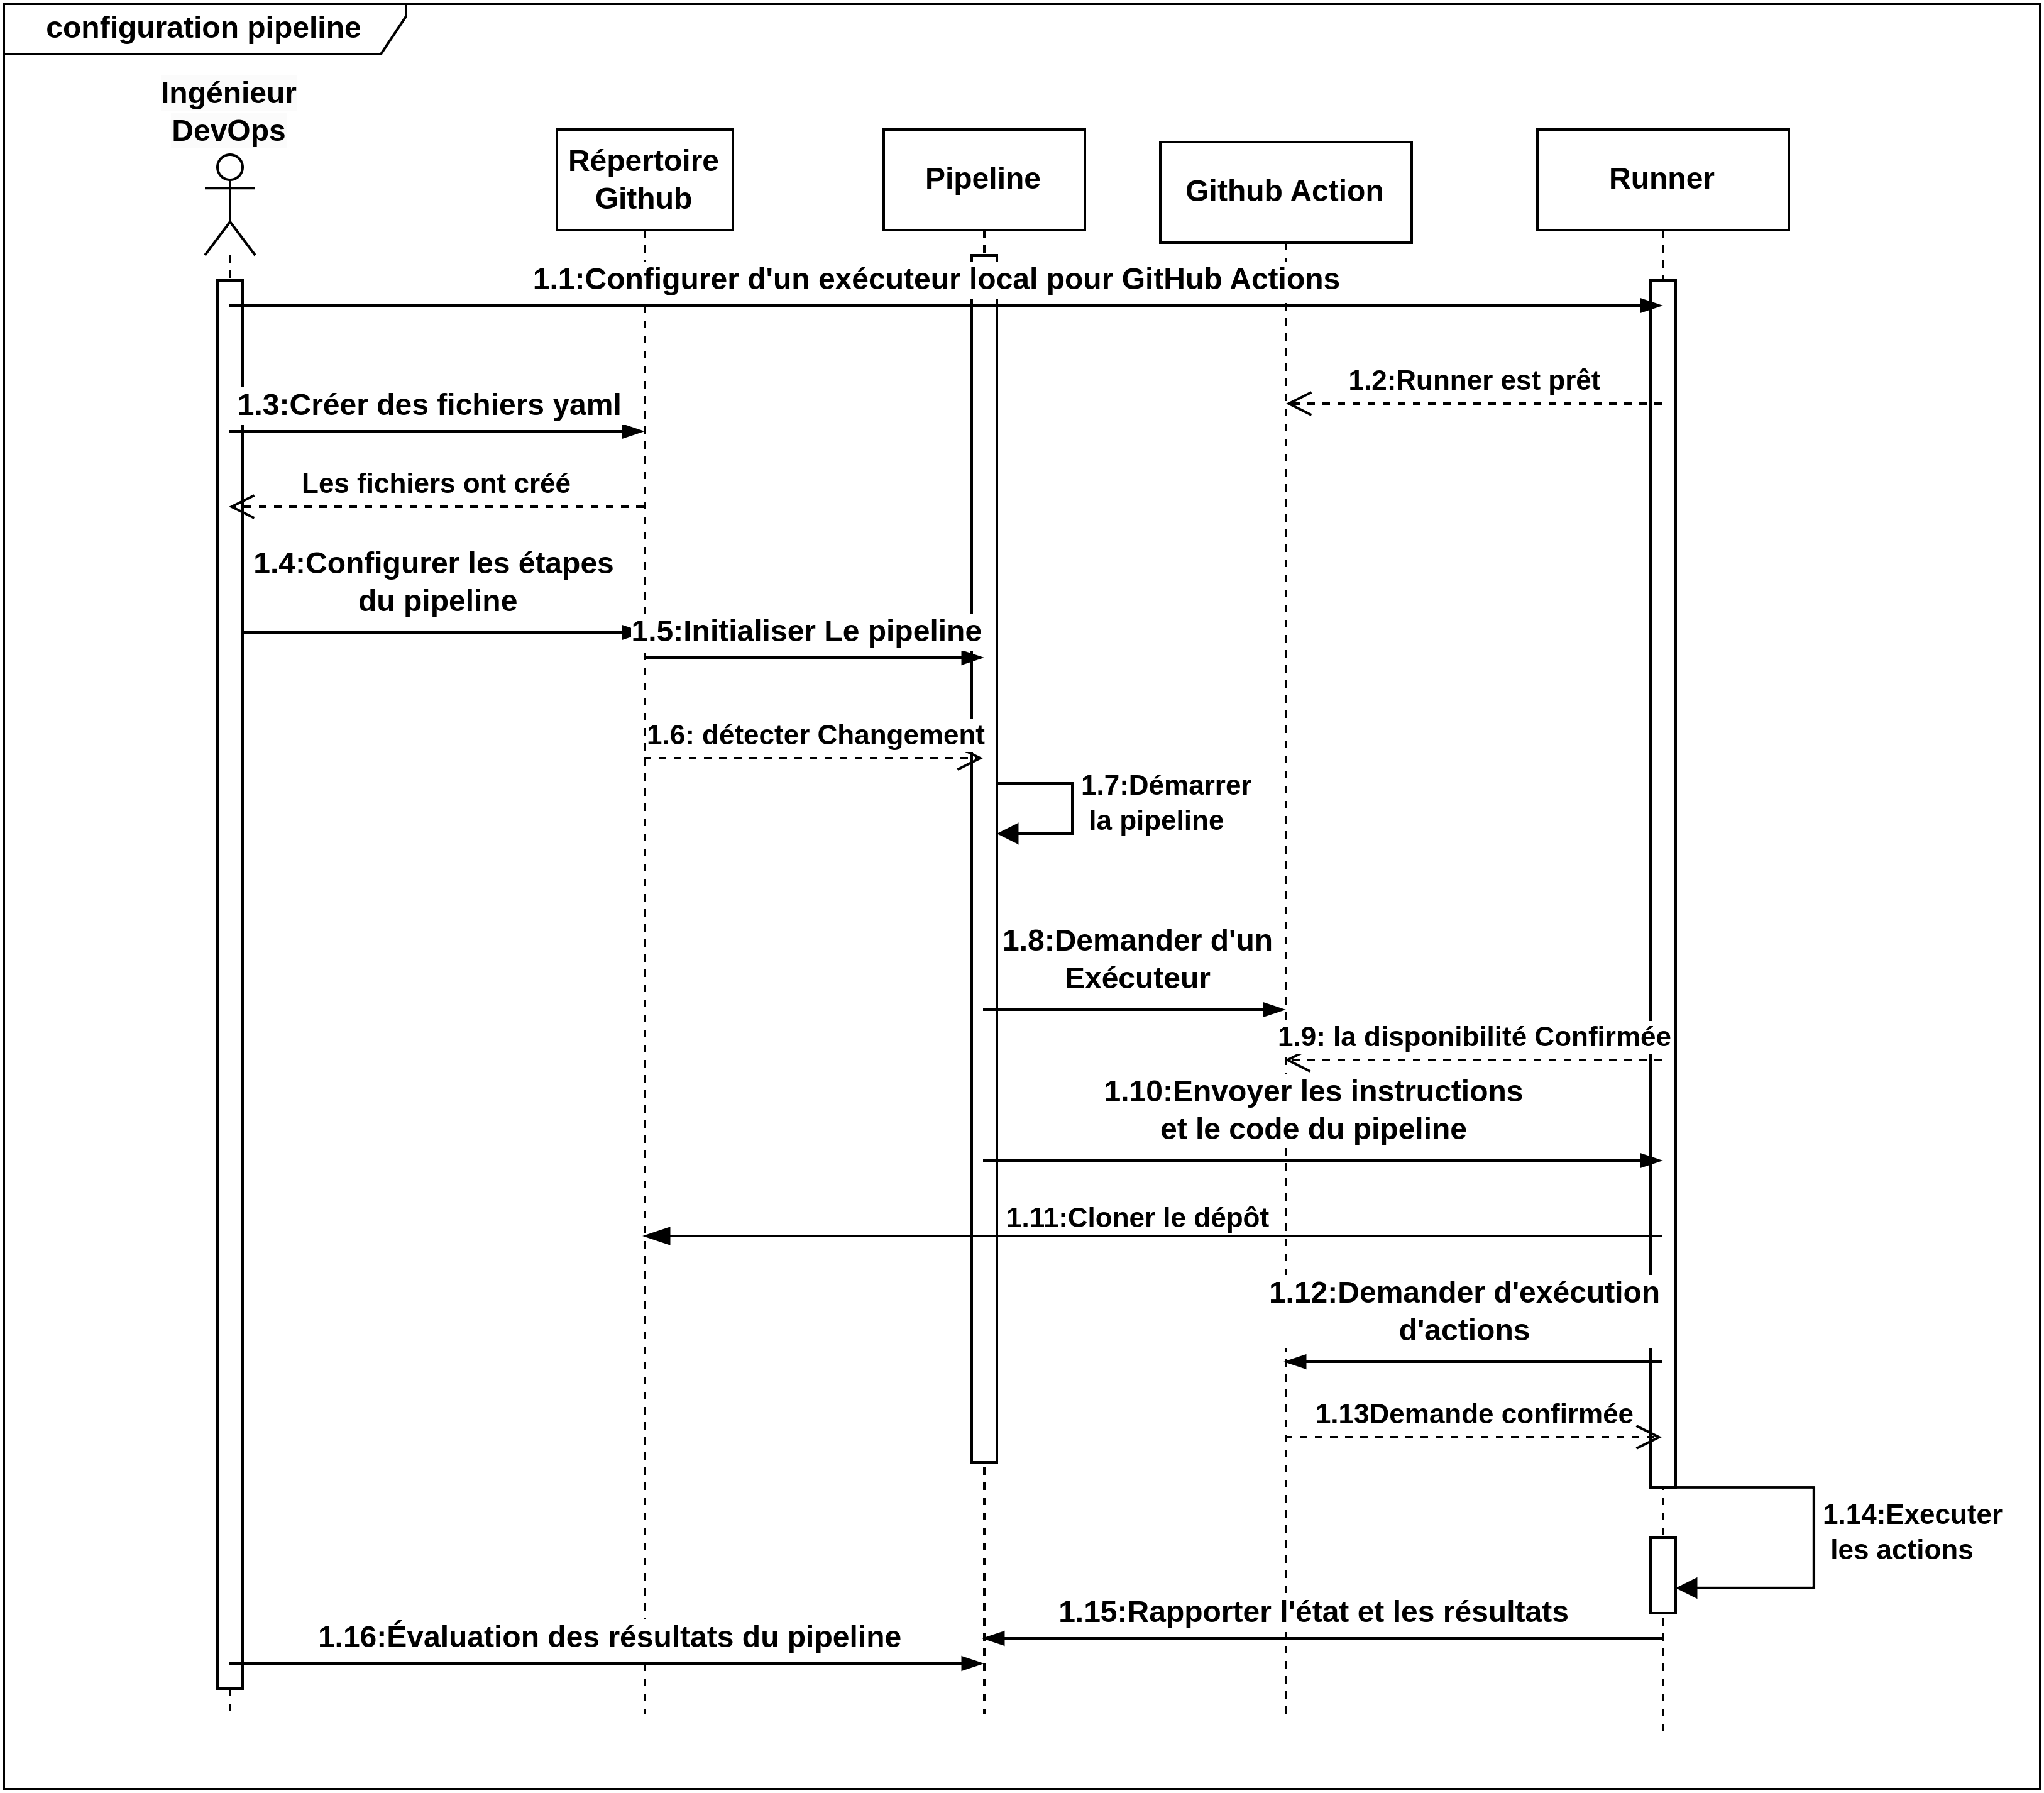 configuration pipeline
Ingénieur
DevOps
Répertoire
Github
Pipeline
Github Action
Runner
1.1:Configurer d'un exécuteur local pour GitHub Actions
1.2:Runner est prêt
1.3:Créer des fichiers yaml
Les fichiers ont créé
1.4:Configurer les étapes
du pipeline
1.5:Initialiser Le pipeline
1.6: détecter Changement
1.7:Démarrer
la pipeline
1.8:Demander d'un
Exécuteur
1.9: la disponibilité Confirmée
1.10:Envoyer les instructions
et le code du pipeline
1.11:Cloner le dépôt
1.12:Demander d'exécution
d'actions
1.13Demande confirmée
1.14:Executer
les actions
1.15:Rapporter l'état et les résultats
1.16:Évaluation des résultats du pipeline